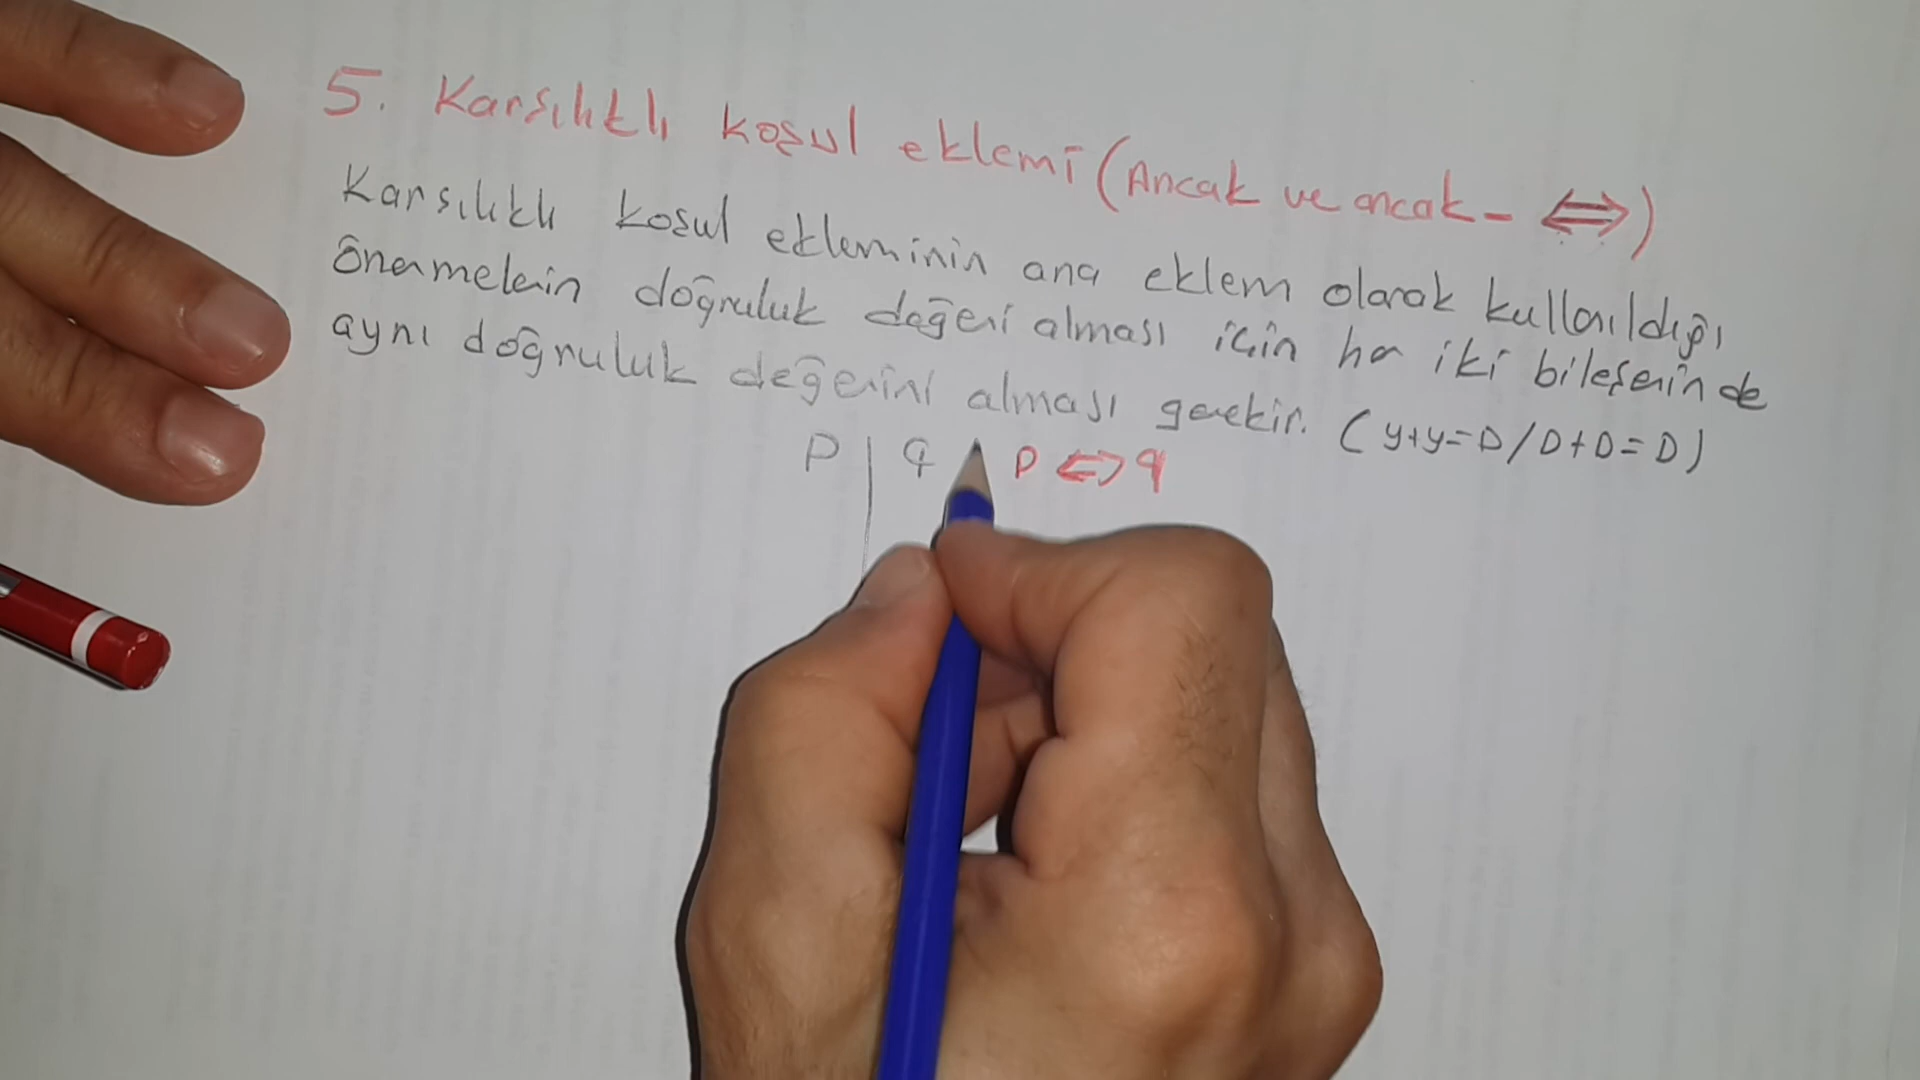 5. Karşılıklı koşul eklemi (Ancak ve ancak - ⇔)
Karşılıklı koşul ekleminin ana eklem olarak kullanıldığı
önermelerin doğruluk değeri alması için her iki bileşenin de
aynı doğruluk değerini alması gerekir. (y+y=D/D+D=D)
P | q P ⇔ q